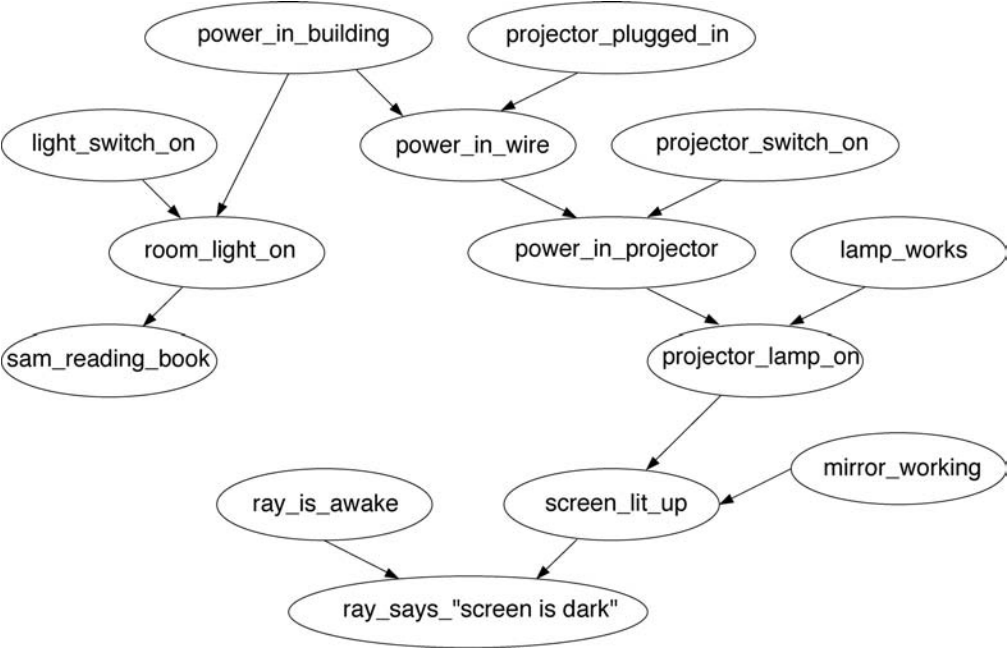 power_in_building
projector_plugged_in
light_switch_on
power_in_wire
projector_switch_on
room_light_on
power_in_projector
lamp_works
sam_reading_book
projector_lamp_on
mirror_working
ray_is_awake
screen_lit_up
ray_says_"screen is dark"